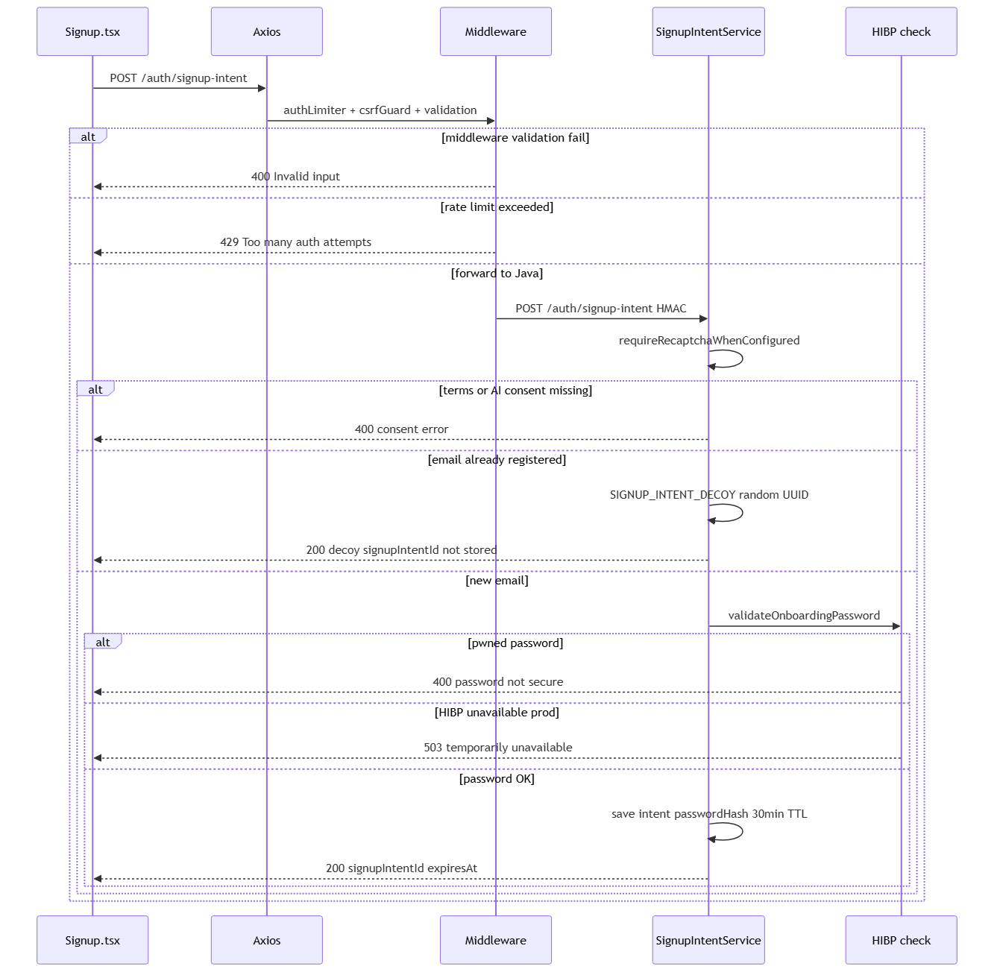 Signup.tsx
Axios
Middleware
SignupIntentService
HIBP check
POST /auth/signup-intent
authLimiter + csrfGuard + validation
alt
[middleware validation fail]
400 Invalid input
[rate limit exceeded]
429 Too many auth attempts
[forward to Java]
POST /auth/signup-intent HMAC
requireRecaptchaWhenConfigured
alt
[terms or AI consent missing]
400 consent error
[email already registered]
SIGNUP_INTENT_DECOY random UUID
200 decoy signupIntentId not stored
[new email]
validateOnboardingPassword
alt
[pwned password]
400 password not secure
[HIBP unavailable prod]
503 temporarily unavailable
[password OK]
save intent passwordHash 30min TTL
200 signupIntentId expiresAt
Signup.tsx
Axios
Middleware
SignupIntentService
HIBP check